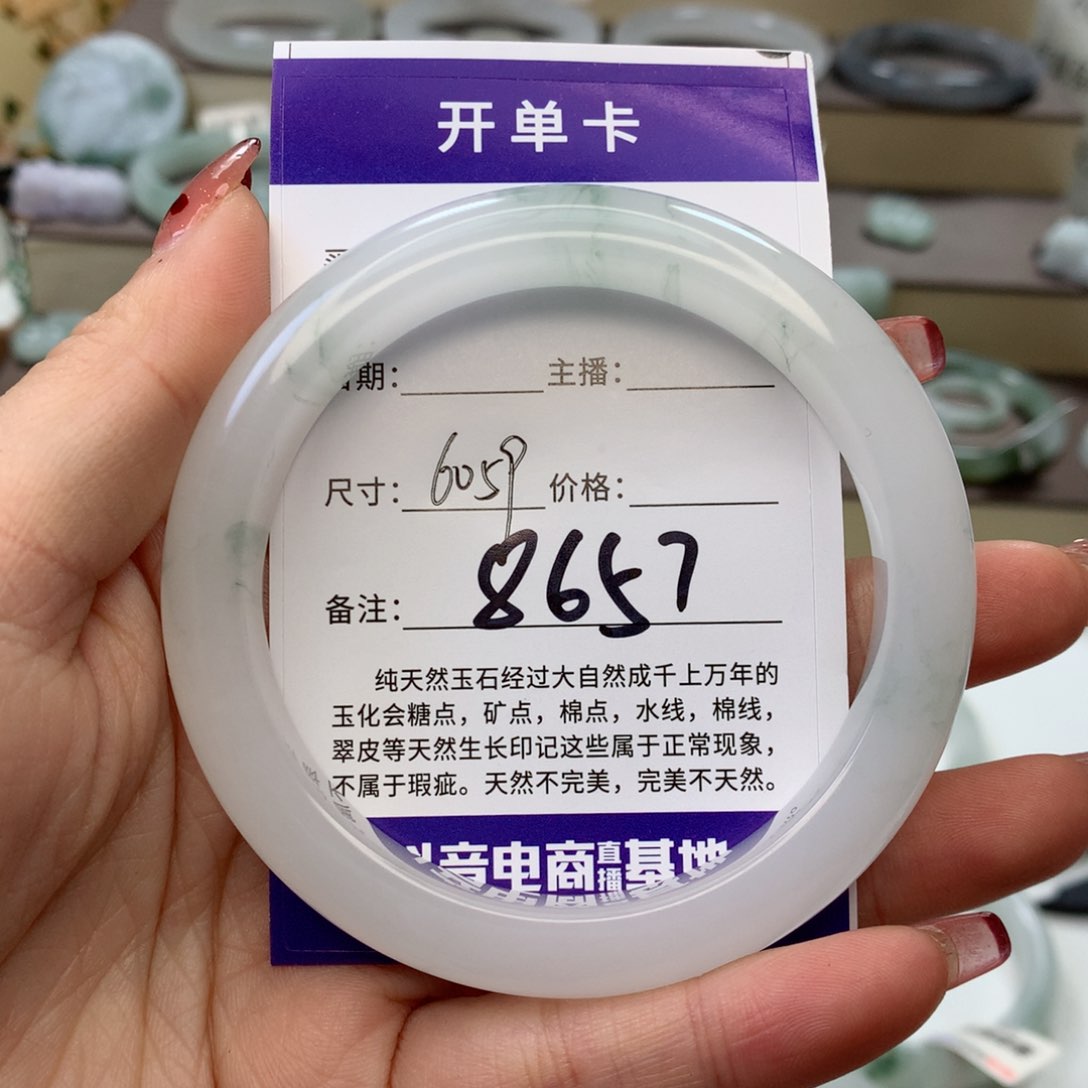 开单卡
期：
主播：
尺寸：6059
价格：
备注：8657
纯天然玉石经过大自然成千上万年的
玉化会糖点，矿点，棉点，水线，棉线，
翠皮等天然生长印记这些属于正常现象，
不属于瑕疵。天然不完美，完美不天然。
抖音电商直播基地